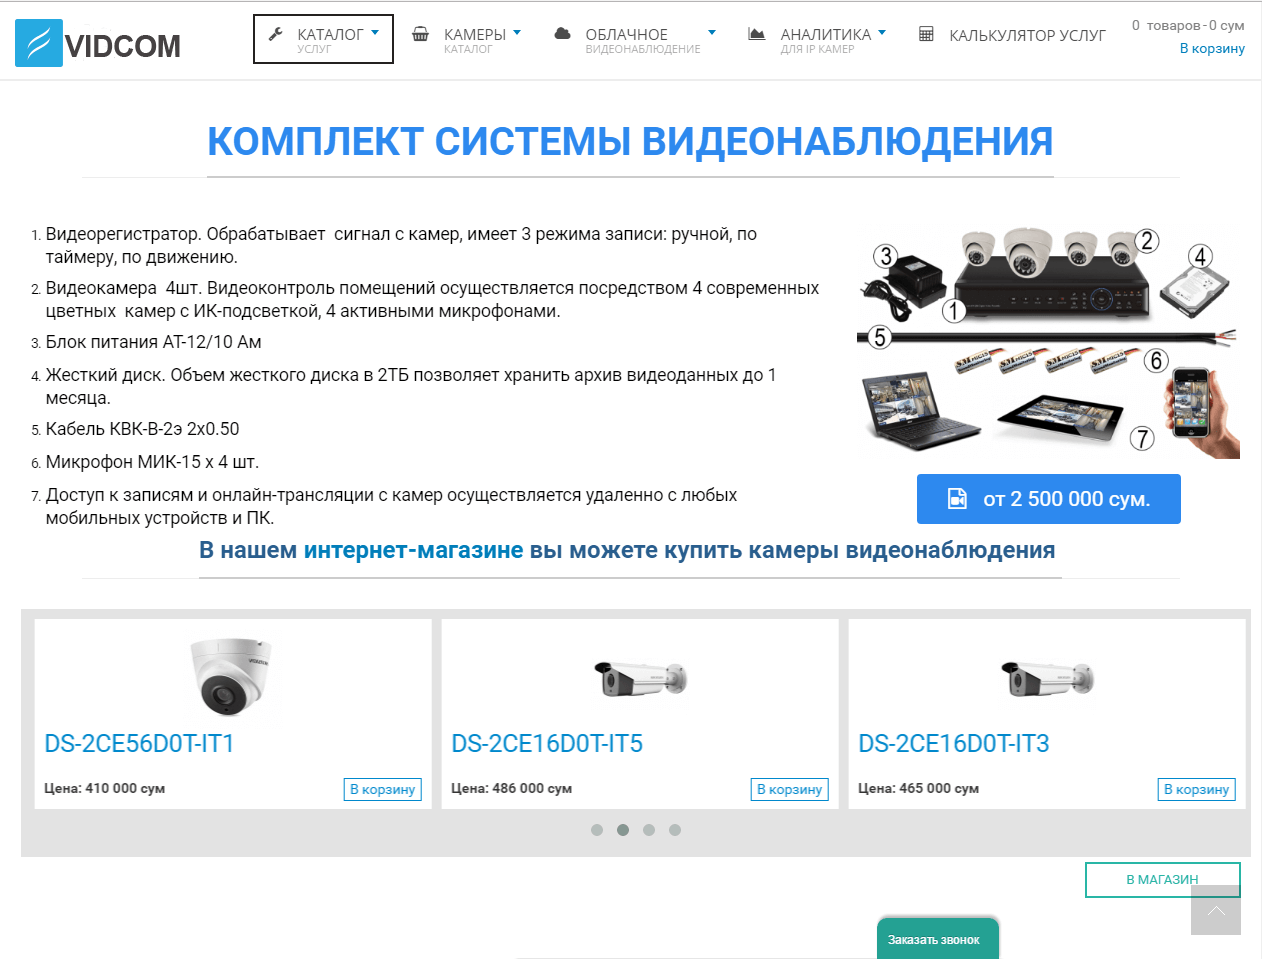 VIDCOM
КАТАЛОГ
УСЛУГ
КАМЕРЫ
КАТАЛОГ
ОБЛАЧНОЕ
ВИДЕОНАБЛЮДЕНИЕ
АНАЛИТИКА
ДЛЯ IP КАМЕР
КАЛЬКУЛЯТОР УСЛУГ
0 товаров - 0 сум
В корзину
КОМПЛЕКТ СИСТЕМЫ ВИДЕОНАБЛЮДЕНИЯ
1. Видеорегистратор. Обрабатывает сигнал с камер, имеет 3 режима записи: ручной, по
таймеру, по движению.
2. Видеокамера 4шт. Видеоконтроль помещений осуществляется посредством 4 современных
цветных камер с ИК-подсветкой, 4 активными микрофонами.
3. Блок питания АТ-12/10 Ам
4. Жесткий диск. Объем жесткого диска в 2ТБ позволяет хранить архив видеоданных до 1
месяца.
5. Кабель КВК-В-2э 2х0.50
6. Микрофон МИК-15 х 4 шт.
7. Доступ к записям и онлайн-трансляции с камер осуществляется удаленно с любых
мобильных устройств и ПК.
3
2
4
1
5
6
7
от 2 500 000 сум.
В нашем интернет-магазине вы можете купить камеры видеонаблюдения
DS-2CE56D0T-IT1
Цена: 410 000 сум
В корзину
DS-2CE16D0T-IT5
Цена: 486 000 сум
В корзину
DS-2CE16D0T-IT3
Цена: 465 000 сум
В корзину
В МАГАЗИН
Заказать звонок